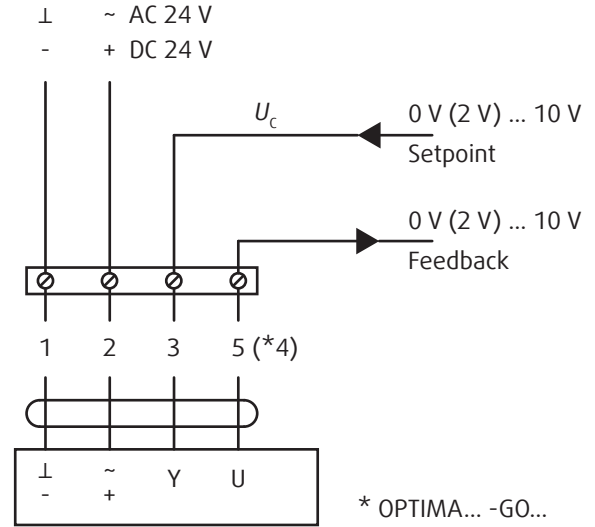 ⊥ ~ AC 24 V
- + DC 24 V
U_C 0 V (2 V) ... 10 V
Setpoint
0 V (2 V) ... 10 V
Feedback
1 2 3 5 (*4)
⊥ ~ Y U
- +
* OPTIMA... -GO...